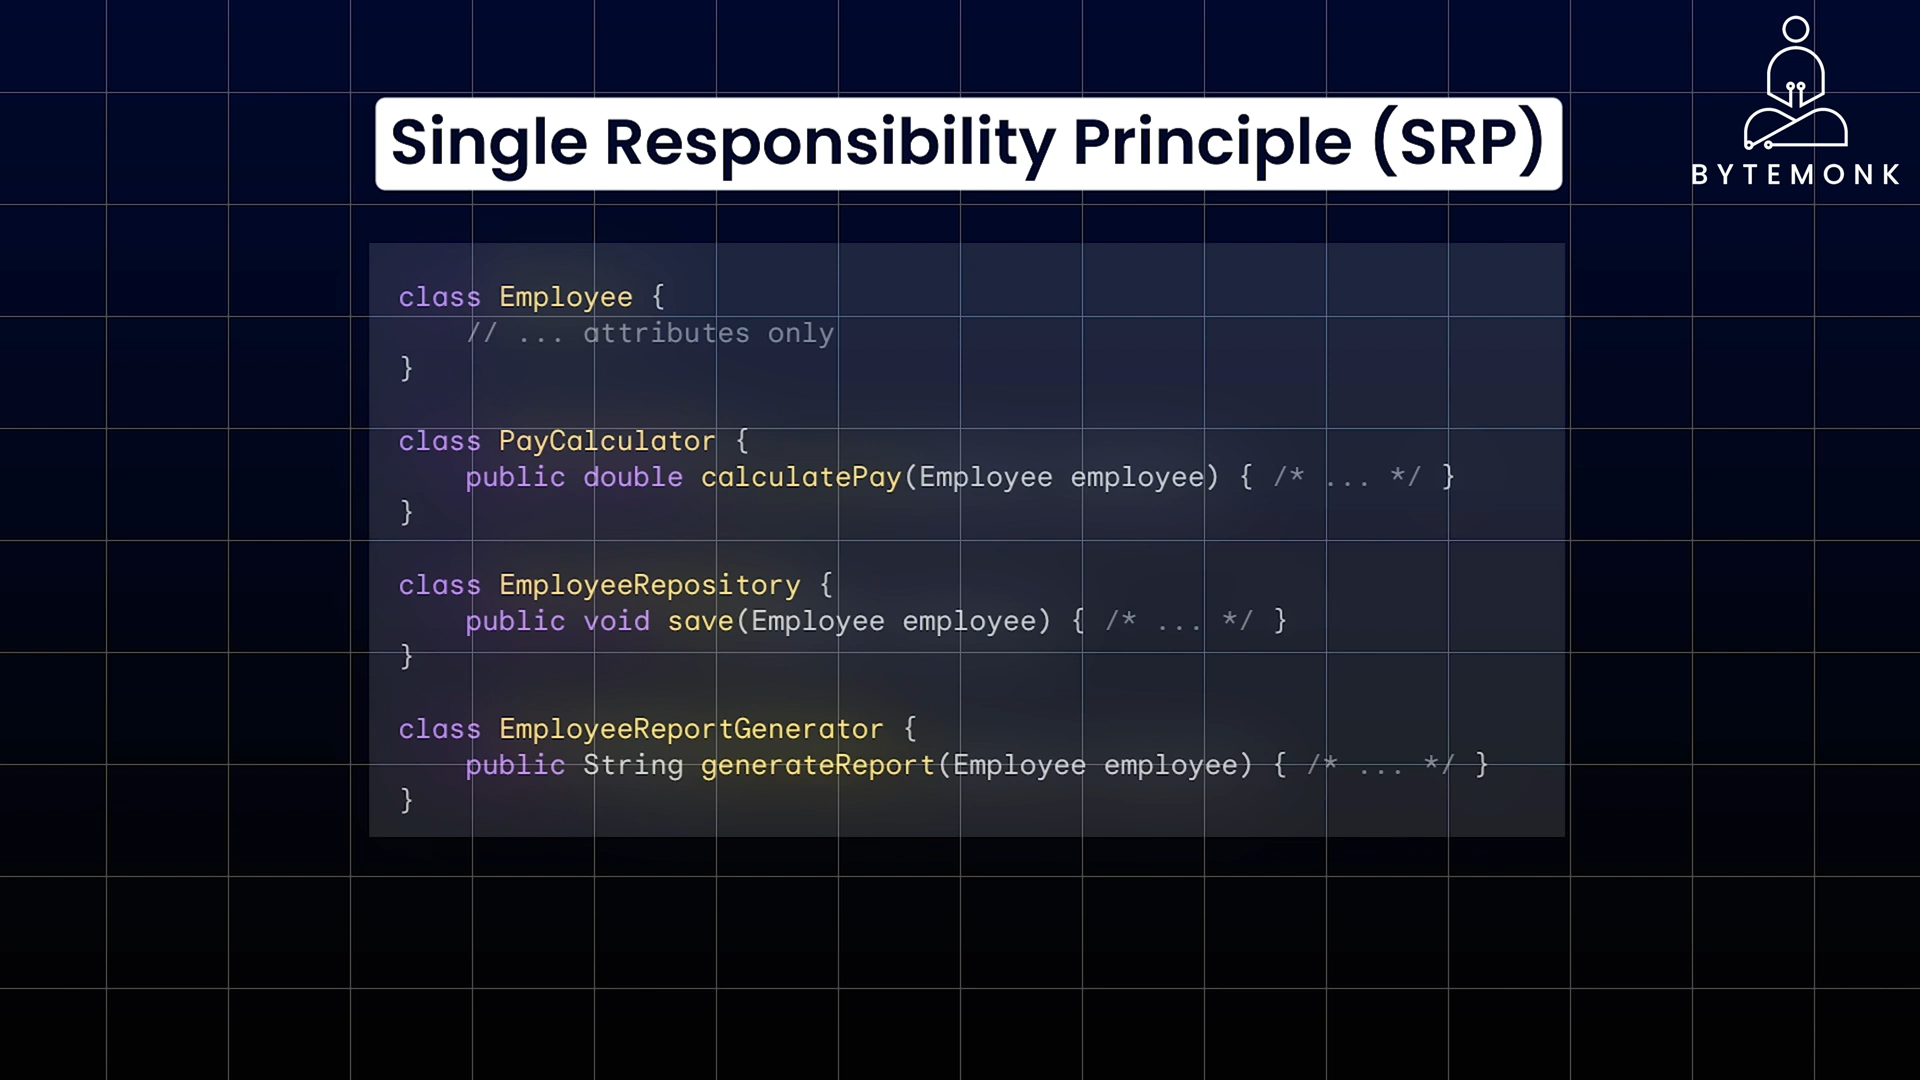 Single Responsibility Principle (SRP)
BYTEMONK
class Employee {
    // ... attributes only
}
class PayCalculator {
    public double calculatePay(Employee employee) { /* ... */ }
}
class EmployeeRepository {
    public void save(Employee employee) { /* ... */ }
}
class EmployeeReportGenerator {
    public String generateReport(Employee employee) { /* ... */ }
}